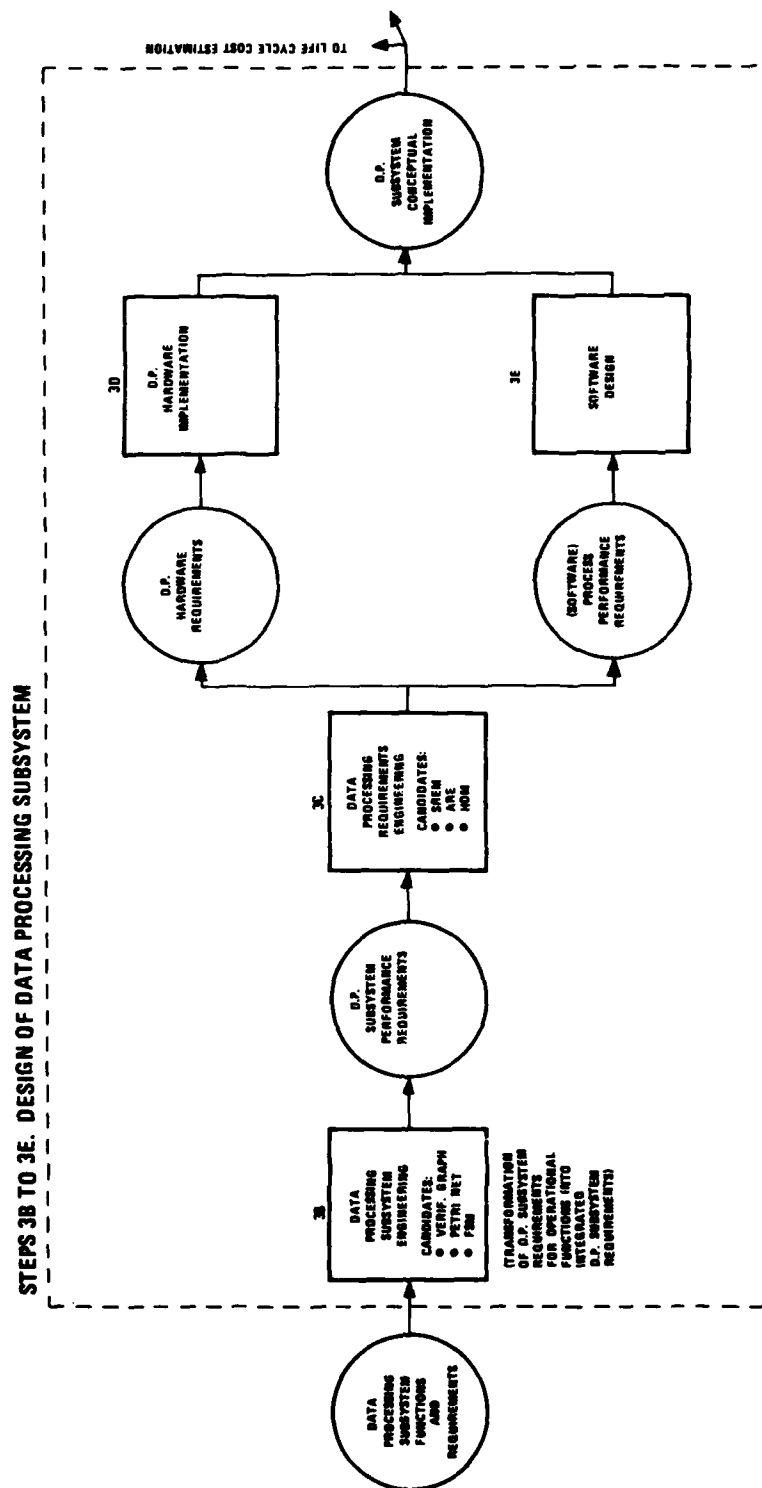 STEPS 3B TO 3E. DESIGN OF DATA PROCESSING SUBSYSTEM
DATA
PROCESSING
SUBSYSTEM
FUNCTIONS
AND
REQUIREMENTS
3B
DATA
PROCESSING
SUBSYSTEM
ENGINEERING
CANDIDATES:
● VERIF. GRAPH
● PETRI NET
● FSM
(TRANSFORMATION
OF D.P. SUBSYSTEM
REQUIREMENTS
FOR OPERATIONAL
FUNCTIONS INTO
INTEGRATED
D.P. SUBSYSTEM
REQUIREMENTS)
D.P.
SUBSYSTEM
PERFORMANCE
REQUIREMENTS
3C
DATA
PROCESSING
REQUIREMENTS
ENGINEERING
CANDIDATES:
● SREM
● ARE
● HDM
D.P.
HARDWARE
REQUIREMENTS
3D
D.P.
HARDWARE
IMPLEMENTATION
(SOFTWARE)
PROCESS
PERFORMANCE
REQUIREMENTS
3E
SOFTWARE
DESIGN
D.P.
SUBSYSTEM
CONCEPTUAL
IMPLEMENTATION
TO LIFE CYCLE COST ESTIMATION